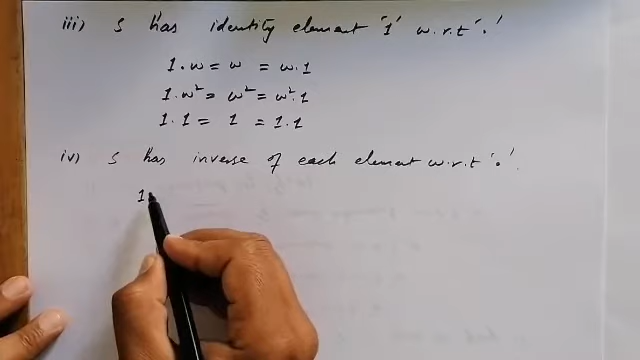 iii) S has identity element '1' w.r.t '.'
1.w = w = w.1
1.w² = w² = w².1
1.1 = 1 = 1.1
iv) S has inverse of each element w.r.t '.'.
1.